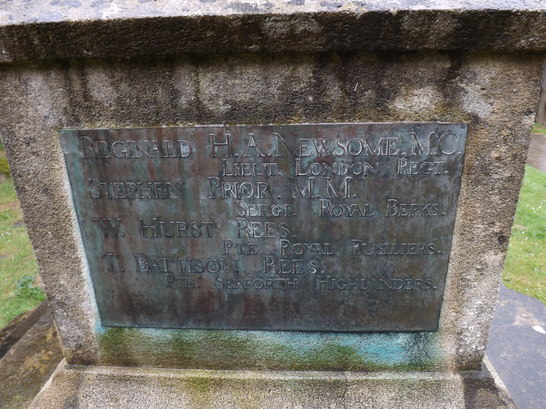 REGINALD H.A. NEWSOME. M.C.
LIEUT. LONDON REGT.
STEPHEN PRIOR. M.M.
SERGT. ROYAL BERKS.
W. HURST REES.
PTE. ROYAL FUSILIERS.
T. BATTISON REES.
PTE. SEAFORTH HIGHLANDERS.